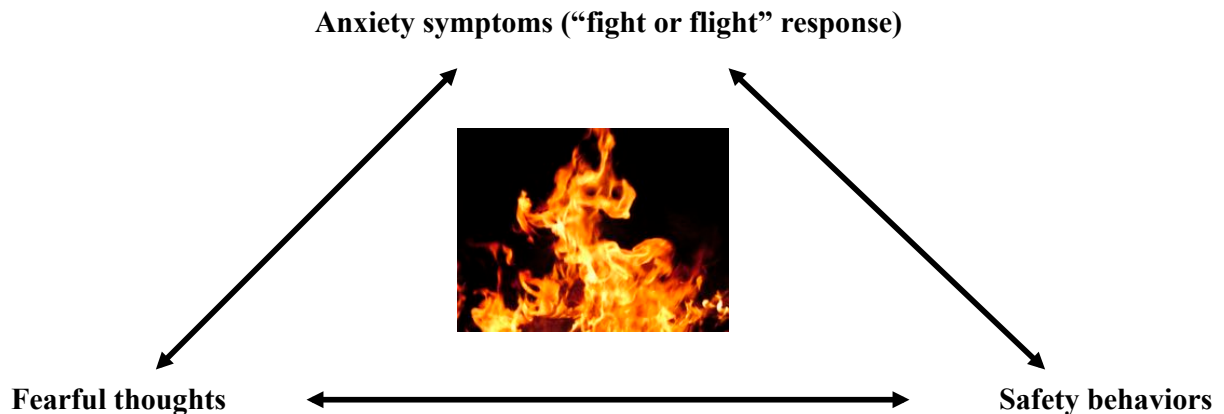 Anxiety symptoms (“fight or flight” response)
Fearful thoughts
Safety behaviors